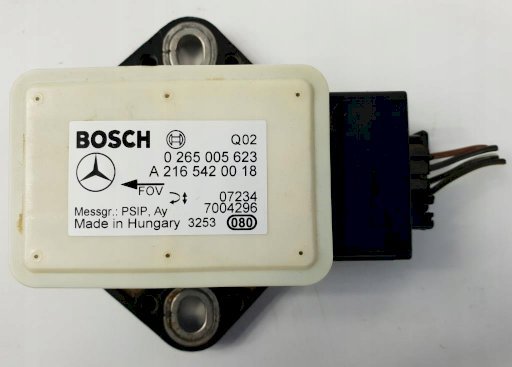 BOSCH Q02
0 265 005 623
A 216 542 00 18
FOV 07234
Messgr.: PSIP, Ay 7004296
Made in Hungary 3253 080